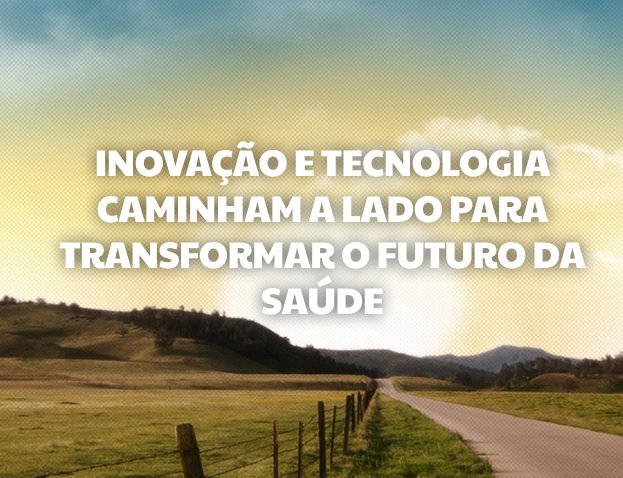 INOVAÇÃO E TECNOLOGIA
CAMINHAM A LADO PARA
TRANSFORMAR O FUTURO DA
SAÚDE